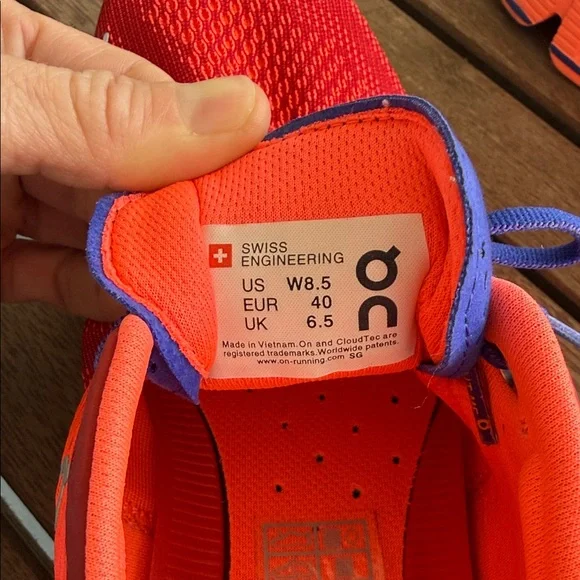 SWISS
ENGINEERING
US W8.5
EUR 40
UK 6.5
On
Made in Vietnam.On and CloudTec are
registered trademarks. Worldwide patents.
www.on-running.com SG